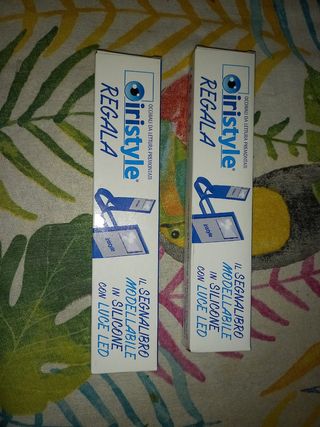 iristyle®
OCCHIALI DA LETTURA PREMONTATI
REGALA
IL SEGNALIBRO
MODELLABILE
IN SILICONE
CON LUCE LED
iristyle®
OCCHIALI DA LETTURA PREMONTATI
REGALA
IL SEGNALIBRO
MODELLABILE
IN SILICONE
CON LUCE LED